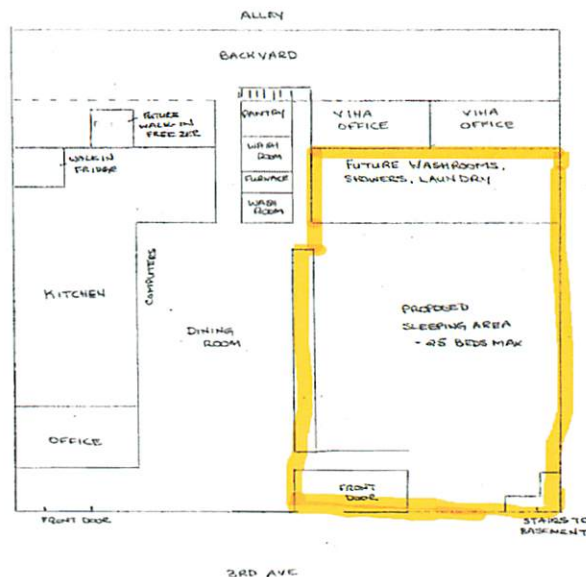 ALLEY
BACKYARD
FUTURE
WALK-IN
FREEZER
PANTRY
VIHA
OFFICE
VIHA
OFFICE
WALK IN
FRIDGE
WASH
ROOM
FURNACE
WASH
ROOM
FUTURE WASHROOMS,
SHOWERS, LAUNDRY
KITCHEN
COMPUTERS
DINING
ROOM
PROPOSED
SLEEPING AREA
- 25 BEDS MAX
OFFICE
FRONT
DOOR
FRONT DOOR
STAIRS TO
BASEMENT
3RD AVE